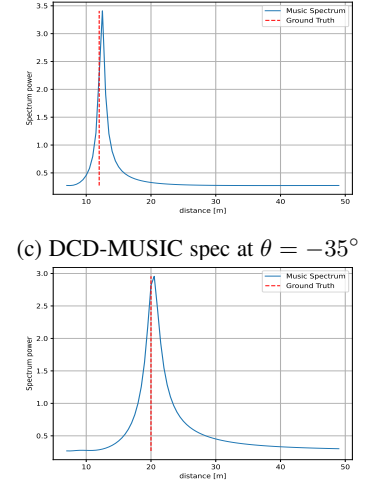 3.5
3.0
2.5
2.0
1.5
1.0
0.5
Spectrum power
Music Spectrum
Ground Truth
10 20 30 40 50
distance [m]
(c) DCD-MUSIC spec at θ = −35°
3.0
2.5
2.0
1.5
1.0
0.5
Spectrum power
Music Spectrum
Ground Truth
10 20 30 40 50
distance [m]